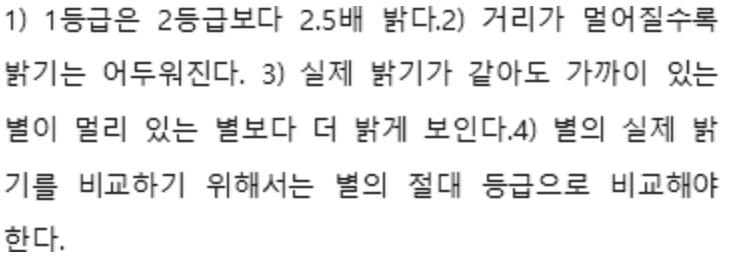 1) 1등급은 2등급보다 2.5배 밝다.2) 거리가 멀어질수록
밝기는 어두워진다. 3) 실제 밝기가 같아도 가까이 있는
별이 멀리 있는 별보다 더 밝게 보인다.4) 별의 실제 밝
기를 비교하기 위해서는 별의 절대 등급으로 비교해야
한다.